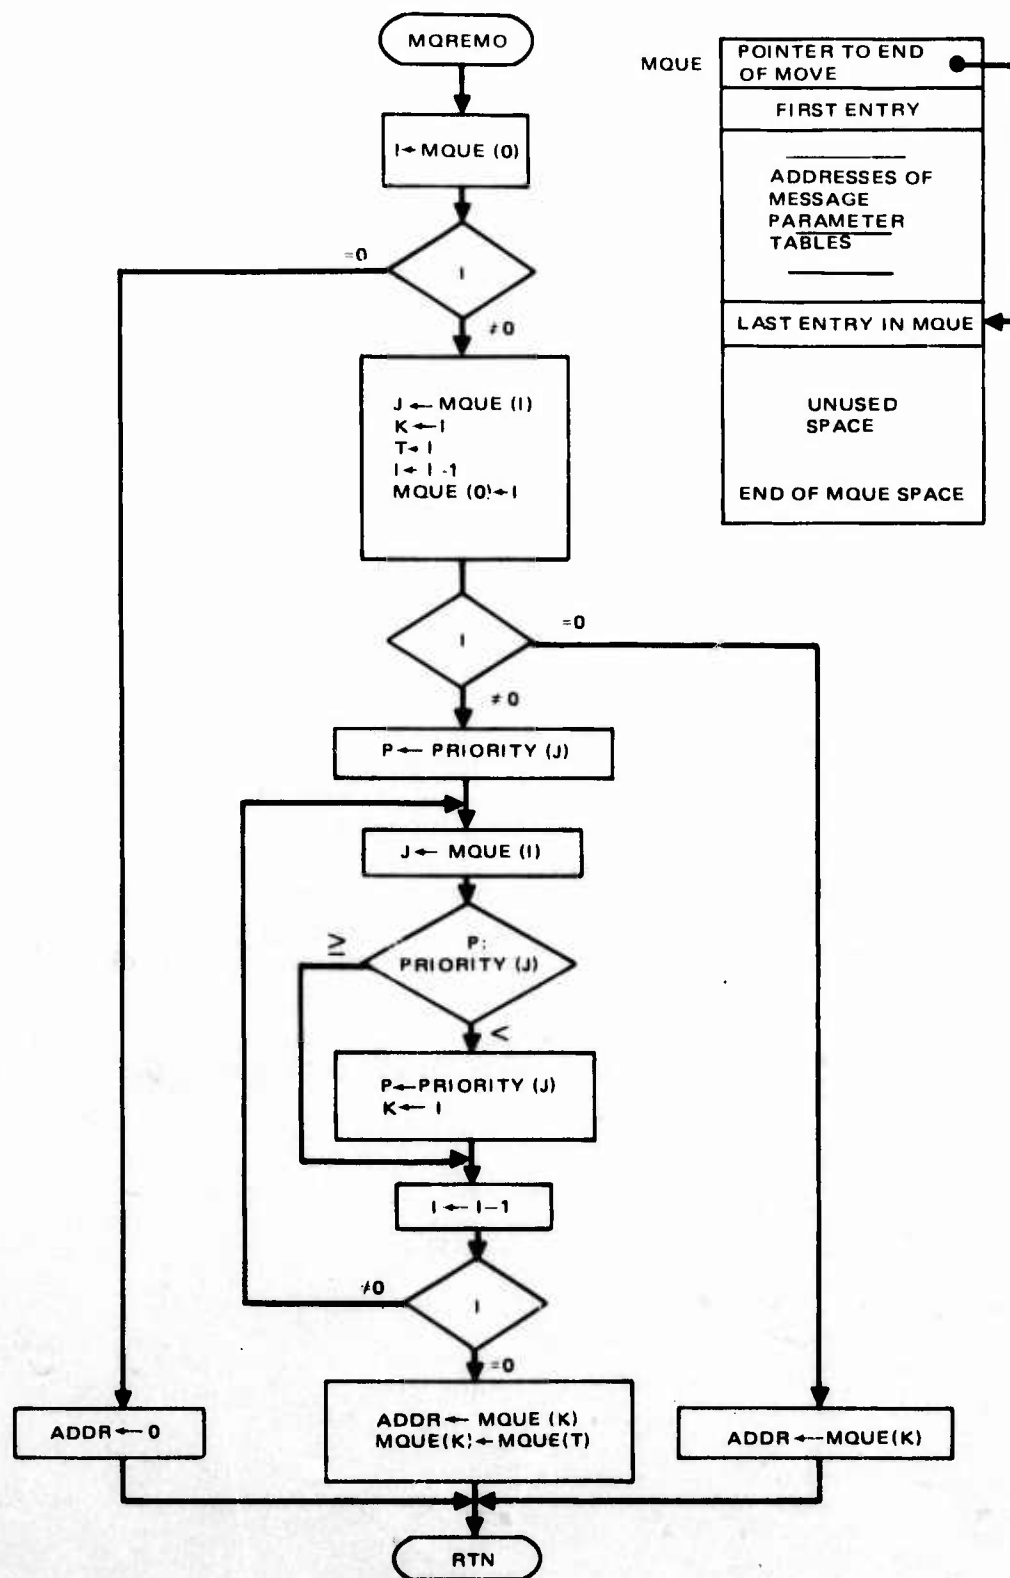 MQREMO
I ← MQUE (0)
I
=0
≠0
J ← MQUE (I)
K ← I
T ← I
I ← I -1
MQUE (0) ← I
I
=0
≠0
P ← PRIORITY (J)
J ← MQUE (I)
P:
PRIORITY (J)
≥
<
P ← PRIORITY (J)
K ← I
I ← I-1
I
≠0
=0
ADDR ← 0
ADDR ← MQUE (K)
MQUE(K) ← MQUE(T)
ADDR ← MQUE(K)
RTN
MQUE
POINTER TO END
OF MOVE
FIRST ENTRY
ADDRESSES OF
MESSAGE
PARAMETER
TABLES
LAST ENTRY IN MQUE
UNUSED
SPACE
END OF MQUE SPACE